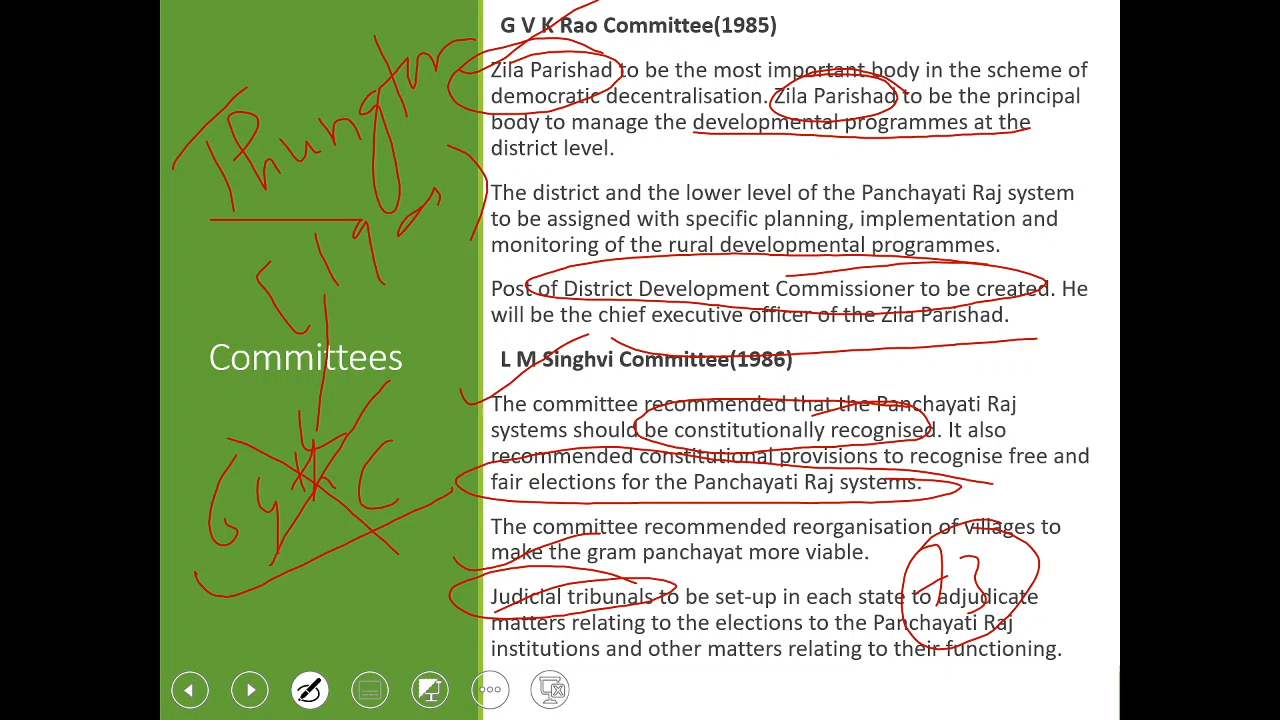 G V K Rao Committee(1985)
Zila Parishad to be the most important body in the scheme of
democratic decentralisation. Zila Parishad to be the principal
body to manage the developmental programmes at the
district level.
The district and the lower level of the Panchayati Raj system
to be assigned with specific planning, implementation and
monitoring of the rural developmental programmes.
Post of District Development Commissioner to be created. He
will be the chief executive officer of the Zila Parishad.
L M Singhvi Committee(1986)
The committee recommended that the Panchayati Raj
systems should be constitutionally recognised. It also
recommended constitutional provisions to recognise free and
fair elections for the Panchayati Raj systems.
The committee recommended reorganisation of villages to
make the gram panchayat more viable.
Judicial tribunals to be set-up in each state to adjudicate
matters relating to the elections to the Panchayati Raj
institutions and other matters relating to their functioning.
73
Thungton
Committees